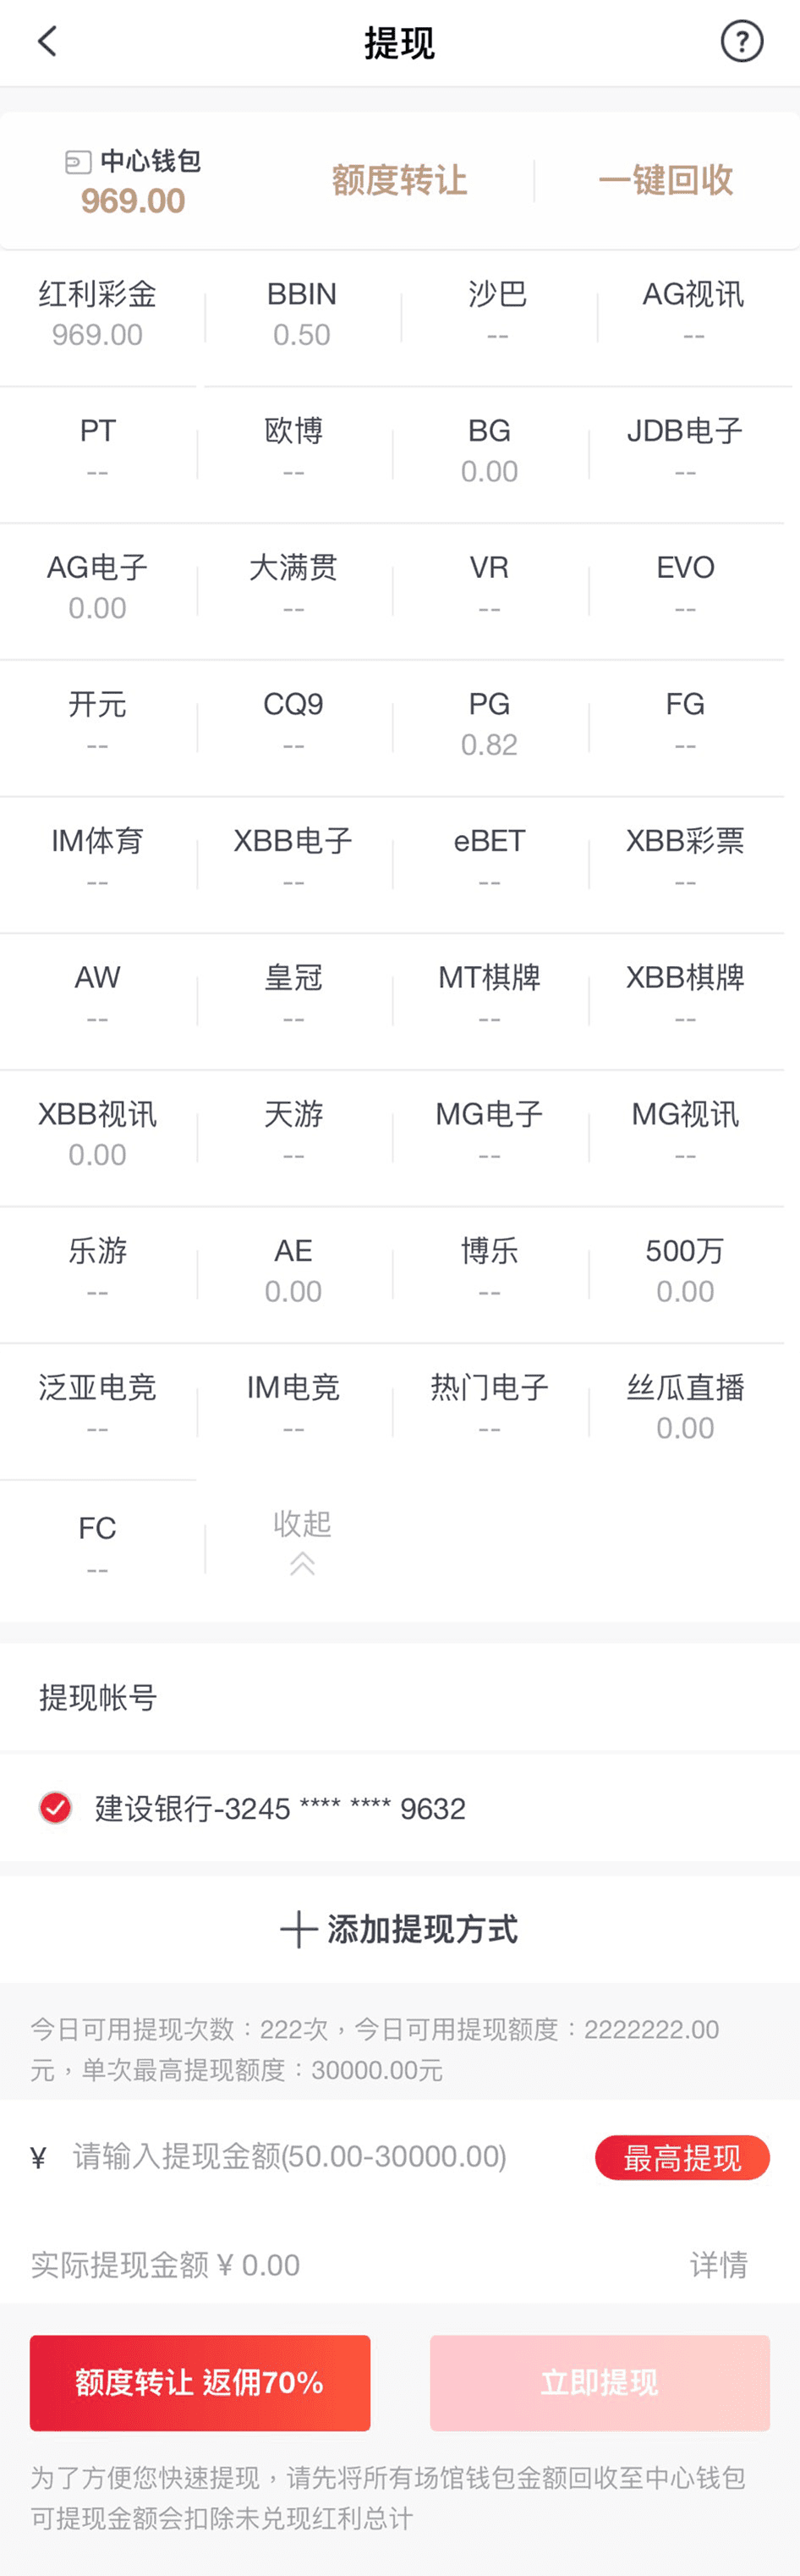 提现
?
中心钱包
969.00
额度转让
一键回收
红利彩金 BBIN 沙巴 AG视讯
969.00 0.50 -- --
PT 欧博 BG JDB电子
-- -- 0.00 --
AG电子 大满贯 VR EVO
0.00 -- -- --
开元 CQ9 PG FG
-- -- 0.82 --
IM体育 XBB电子 eBET XBB彩票
-- -- -- --
AW 皇冠 MT棋牌 XBB棋牌
-- -- -- --
XBB视讯 天游 MG电子 MG视讯
0.00 -- -- --
乐游 AE 博乐 500万
-- 0.00 -- 0.00
泛亚电竞 IM电竞 热门电子 丝瓜直播
-- -- -- 0.00
FC 收起
--
提现帐号
建设银行-3245 **** **** 9632
添加提现方式
今日可用提现次数：222次，今日可用提现额度：2222222.00
元，单次最高提现额度：30000.00元
¥ 请输入提现金额(50.00-30000.00) 最高提现
实际提现金额 ¥ 0.00 详情
额度转让 返佣70% 立即提现
为了方便您快速提现，请先将所有场馆钱包金额回收至中心钱包
可提现金额会扣除未兑现红利总计